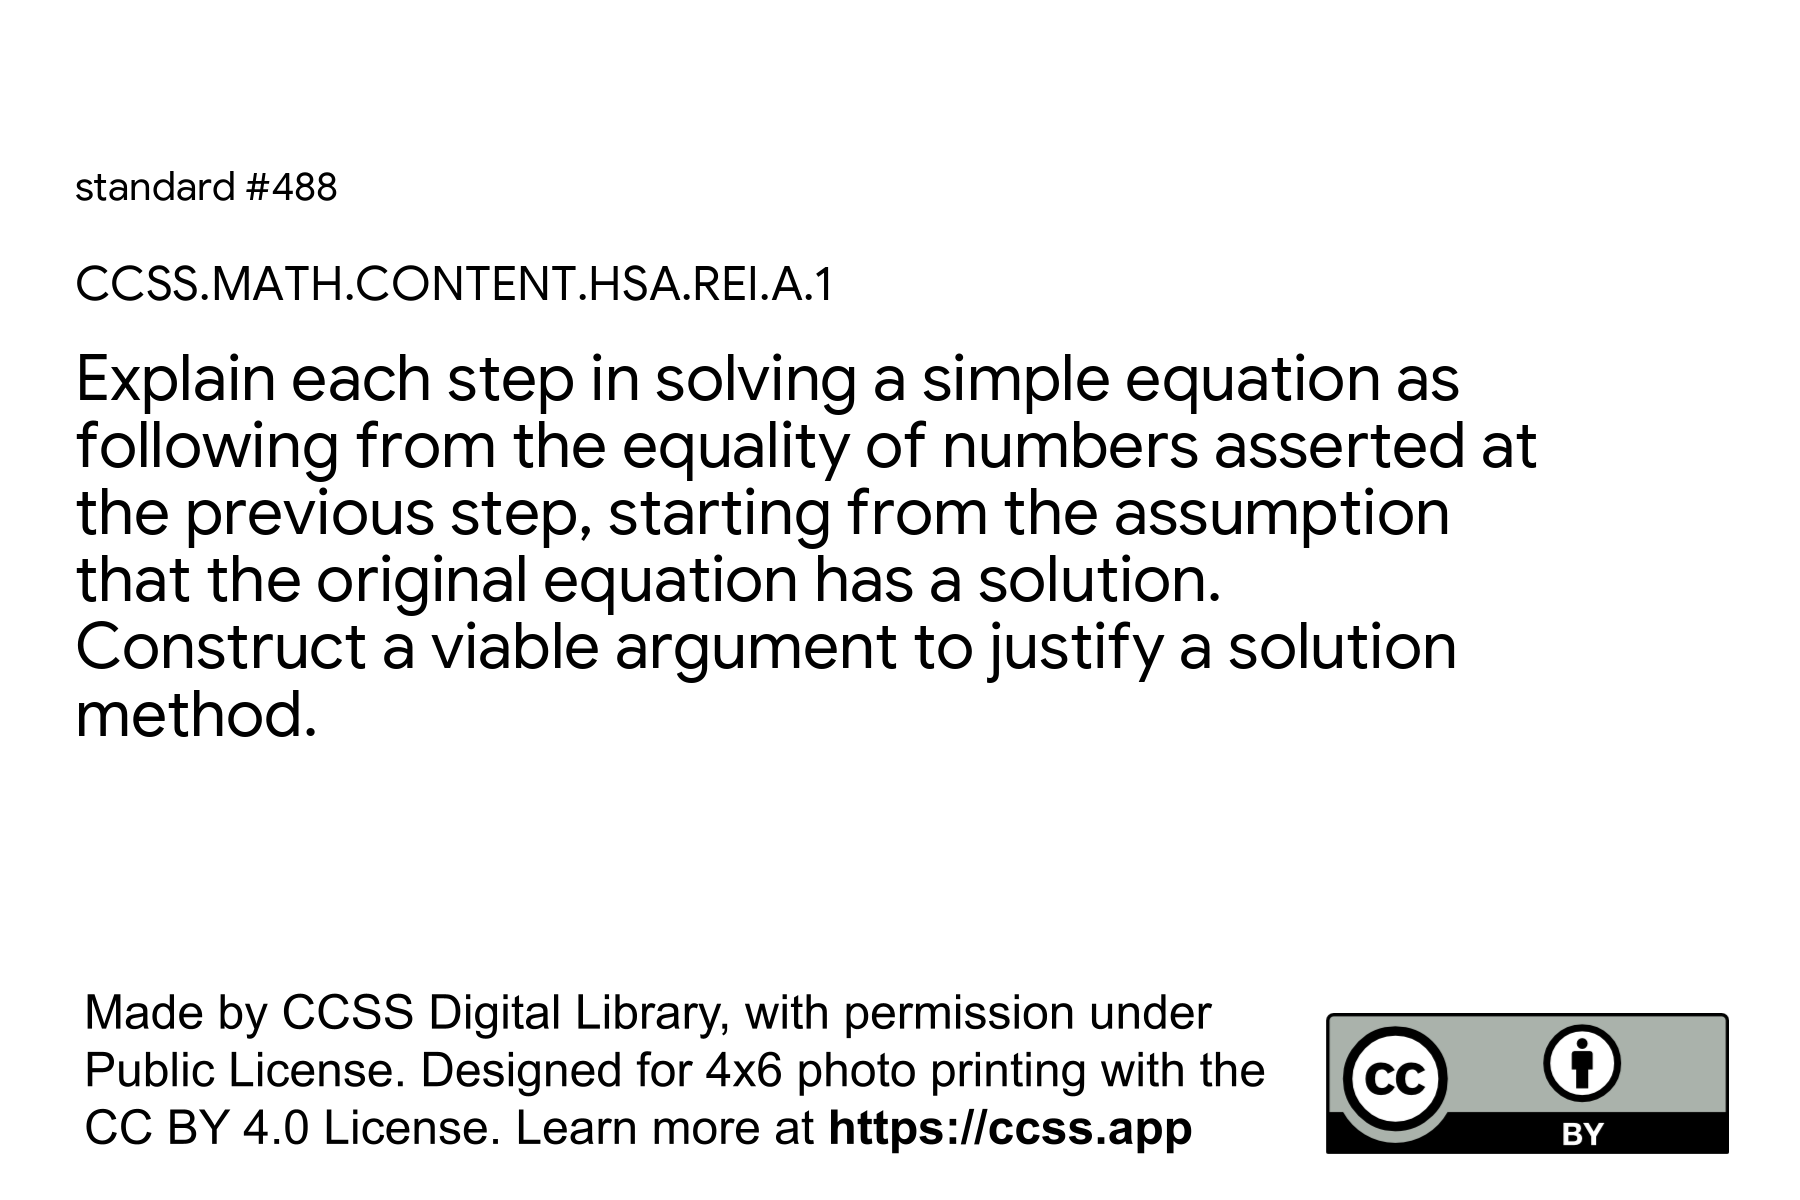 standard #488
CCSS.MATH.CONTENT.HSA.REI.A.1
Explain each step in solving a simple equation as
following from the equality of numbers asserted at
the previous step, starting from the assumption
that the original equation has a solution.
Construct a viable argument to justify a solution
method.
Made by CCSS Digital Library, with permission under
Public License. Designed for 4x6 photo printing with the
CC BY 4.0 License. Learn more at https://ccss.app
CC
BY